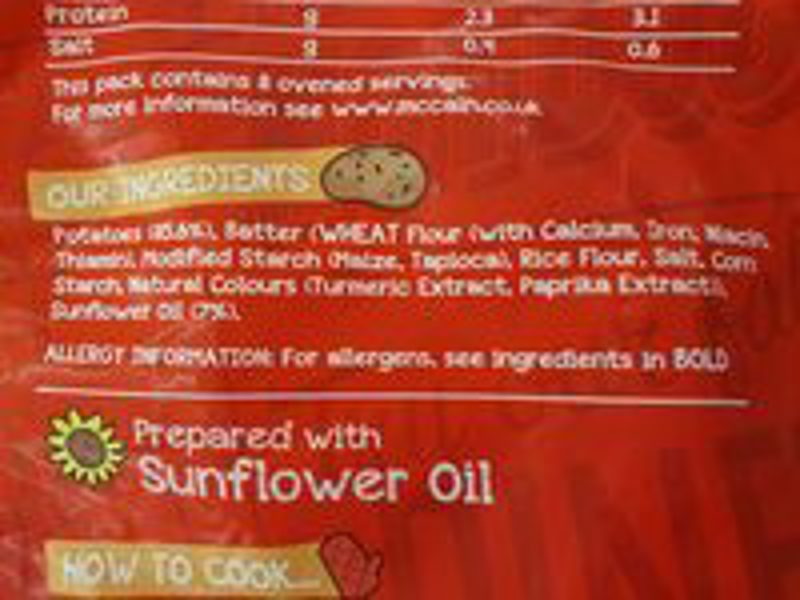 Protein g 2.3 3.1
Salt g 0.4 0.6
This pack contains 8 ovened servings.
For more information see www.mccain.co.uk
OUR INGREDIENTS
Potatoes Batter (WHEAT Flour (with Calcium, Iron, Niacin,
Thiamin), Modified Starch (Maize, Tapioca), Rice Flour, Salt, Corn
Starch, Natural Colours (Turmeric Extract, Paprika Extract)),
Sunflower Oil (7%).
ALLERGY INFORMATION: For allergens, see ingredients in BOLD
Prepared with
Sunflower Oil
HOW TO COOK...